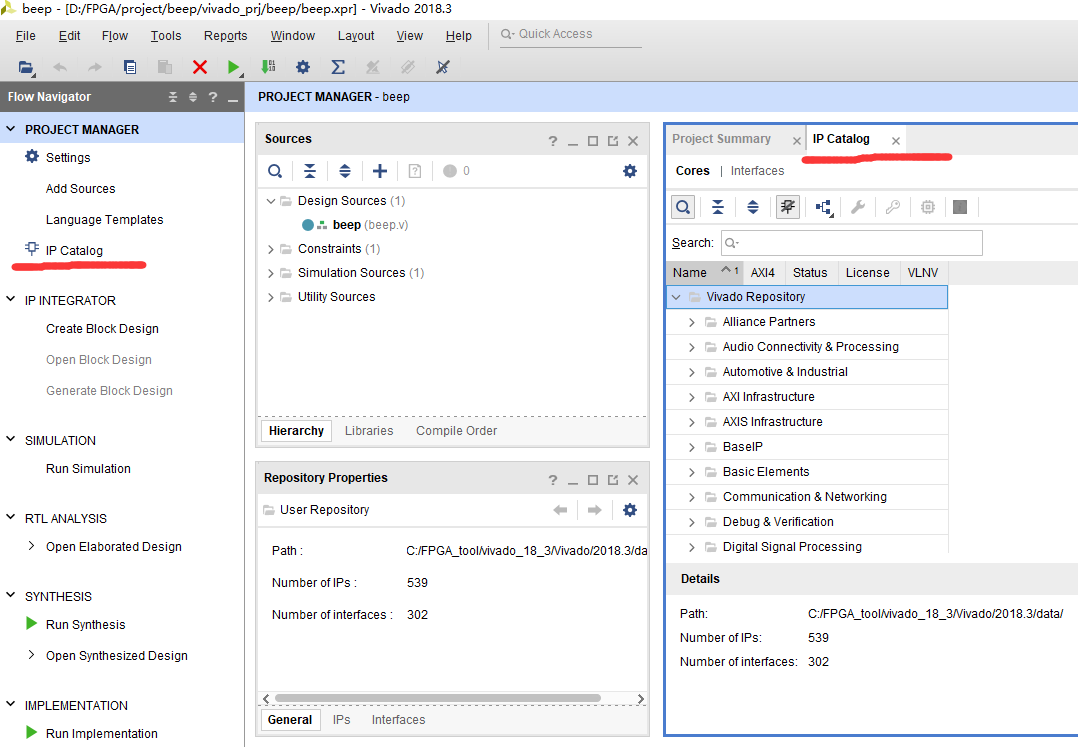 beep - [D:/FPGA/project/beep/vivado_prj/beep/beep.xpr] - Vivado 2018.3
File Edit Flow Tools Reports Window Layout View Help Quick Access
Flow Navigator
PROJECT MANAGER
Settings
Add Sources
Language Templates
IP Catalog
IP INTEGRATOR
Create Block Design
Open Block Design
Generate Block Design
SIMULATION
Run Simulation
RTL ANALYSIS
Open Elaborated Design
SYNTHESIS
Run Synthesis
Open Synthesized Design
IMPLEMENTATION
Run Implementation
PROJECT MANAGER - beep
Sources
0
Design Sources (1)
beep (beep.v)
Constraints (1)
Simulation Sources (1)
Utility Sources
Hierarchy Libraries Compile Order
Repository Properties
User Repository
Path : C:/FPGA_tool/vivado_18_3/Vivado/2018.3/da
Number of IPs : 539
Number of interfaces : 302
General IPs Interfaces
Project Summary IP Catalog
Cores | Interfaces
Search:
Name 1 AXI4 Status License VLNV
Vivado Repository
Alliance Partners
Audio Connectivity & Processing
Automotive & Industrial
AXI Infrastructure
AXIS Infrastructure
BaseIP
Basic Elements
Communication & Networking
Debug & Verification
Digital Signal Processing
Details
Path: C:/FPGA_tool/vivado_18_3/Vivado/2018.3/data/
Number of IPs: 539
Number of interfaces: 302